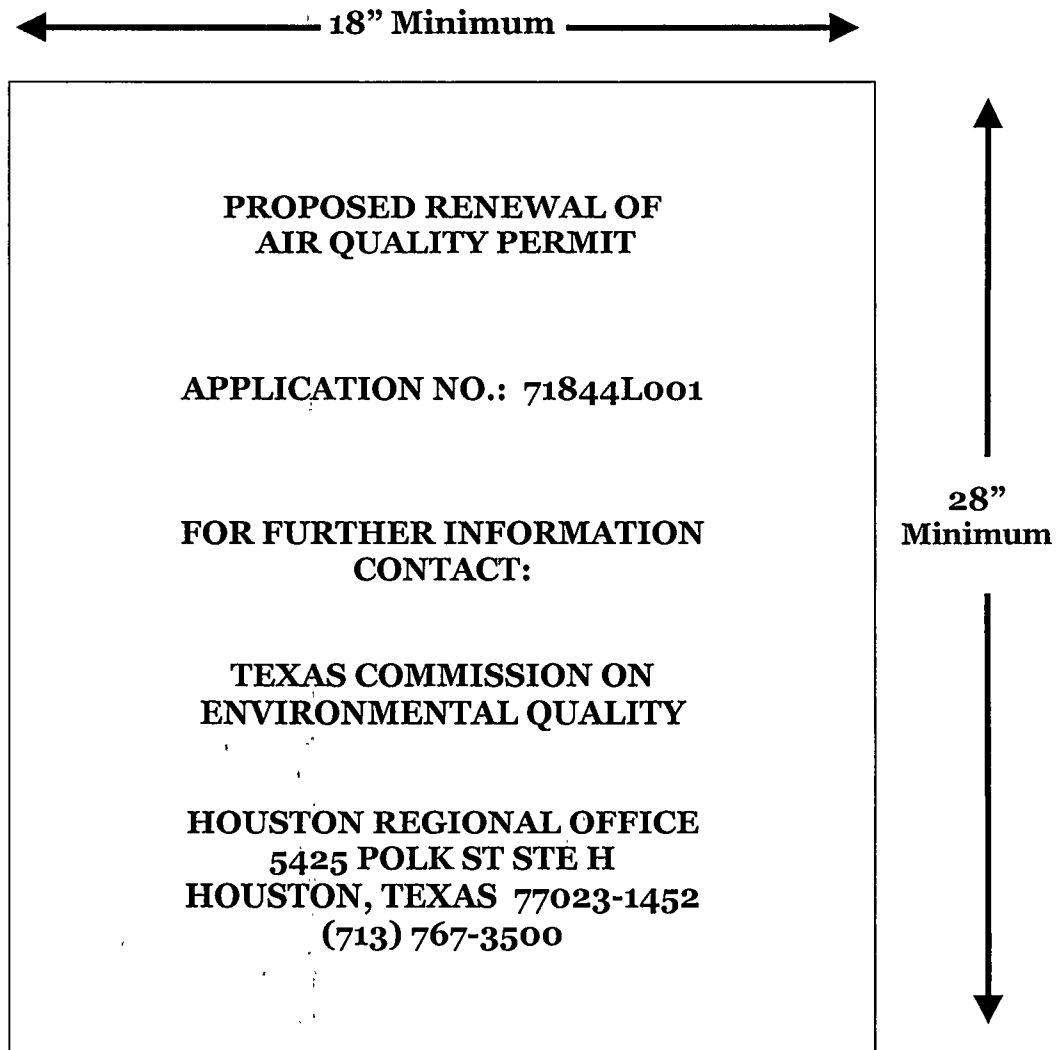 18” Minimum
PROPOSED RENEWAL OF
AIR QUALITY PERMIT
APPLICATION NO.: 71844L001
FOR FURTHER INFORMATION
CONTACT:
TEXAS COMMISSION ON
ENVIRONMENTAL QUALITY
HOUSTON REGIONAL OFFICE
5425 POLK ST STE H
HOUSTON, TEXAS 77023-1452
(713) 767-3500
28”
Minimum